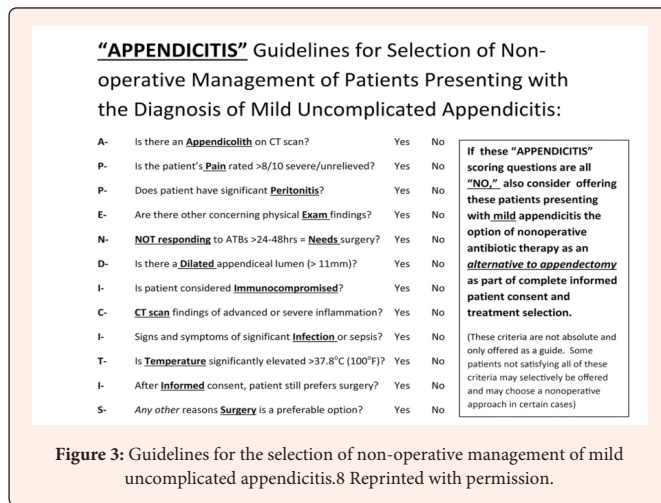 "APPENDICITIS" Guidelines for Selection of Non-
operative Management of Patients Presenting with
the Diagnosis of Mild Uncomplicated Appendicitis:
A- Is there an Appendicolith on CT scan? Yes No
P- Is the patient's Pain rated >8/10 severe/unrelieved? Yes No
P- Does patient have significant Peritonitis? Yes No
E- Are there other concerning physical Exam findings? Yes No
N- NOT responding to ATBs >24-48hrs = Needs surgery? Yes No
D- Is there a Dilated appendiceal lumen (> 11mm)? Yes No
I- Is patient considered Immunocompromised? Yes No
C- CT scan findings of advanced or severe inflammation? Yes No
I- Signs and symptoms of significant Infection or sepsis? Yes No
T- Is Temperature significantly elevated >37.8°C (100°F)? Yes No
I- After Informed consent, patient still prefers surgery? Yes No
S- Any other reasons Surgery is a preferable option? Yes No
If these "APPENDICITIS"
scoring questions are all
"NO," also consider offering
these patients presenting
with mild appendicitis the
option of nonoperative
antibiotic therapy as an
alternative to appendectomy
as part of complete informed
patient consent and
treatment selection.
(These criteria are not absolute and
only offered as a guide. Some
patients not satisfying all of these
criteria may selectively be offered
and may choose a nonoperative
approach in certain cases)
Figure 3: Guidelines for the selection of non-operative management of mild
uncomplicated appendicitis.8 Reprinted with permission.